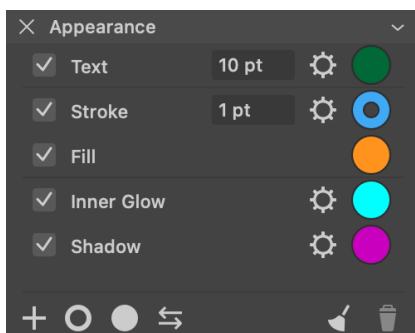 Appearance
Text 10 pt
Stroke 1 pt
Fill
Inner Glow
Shadow